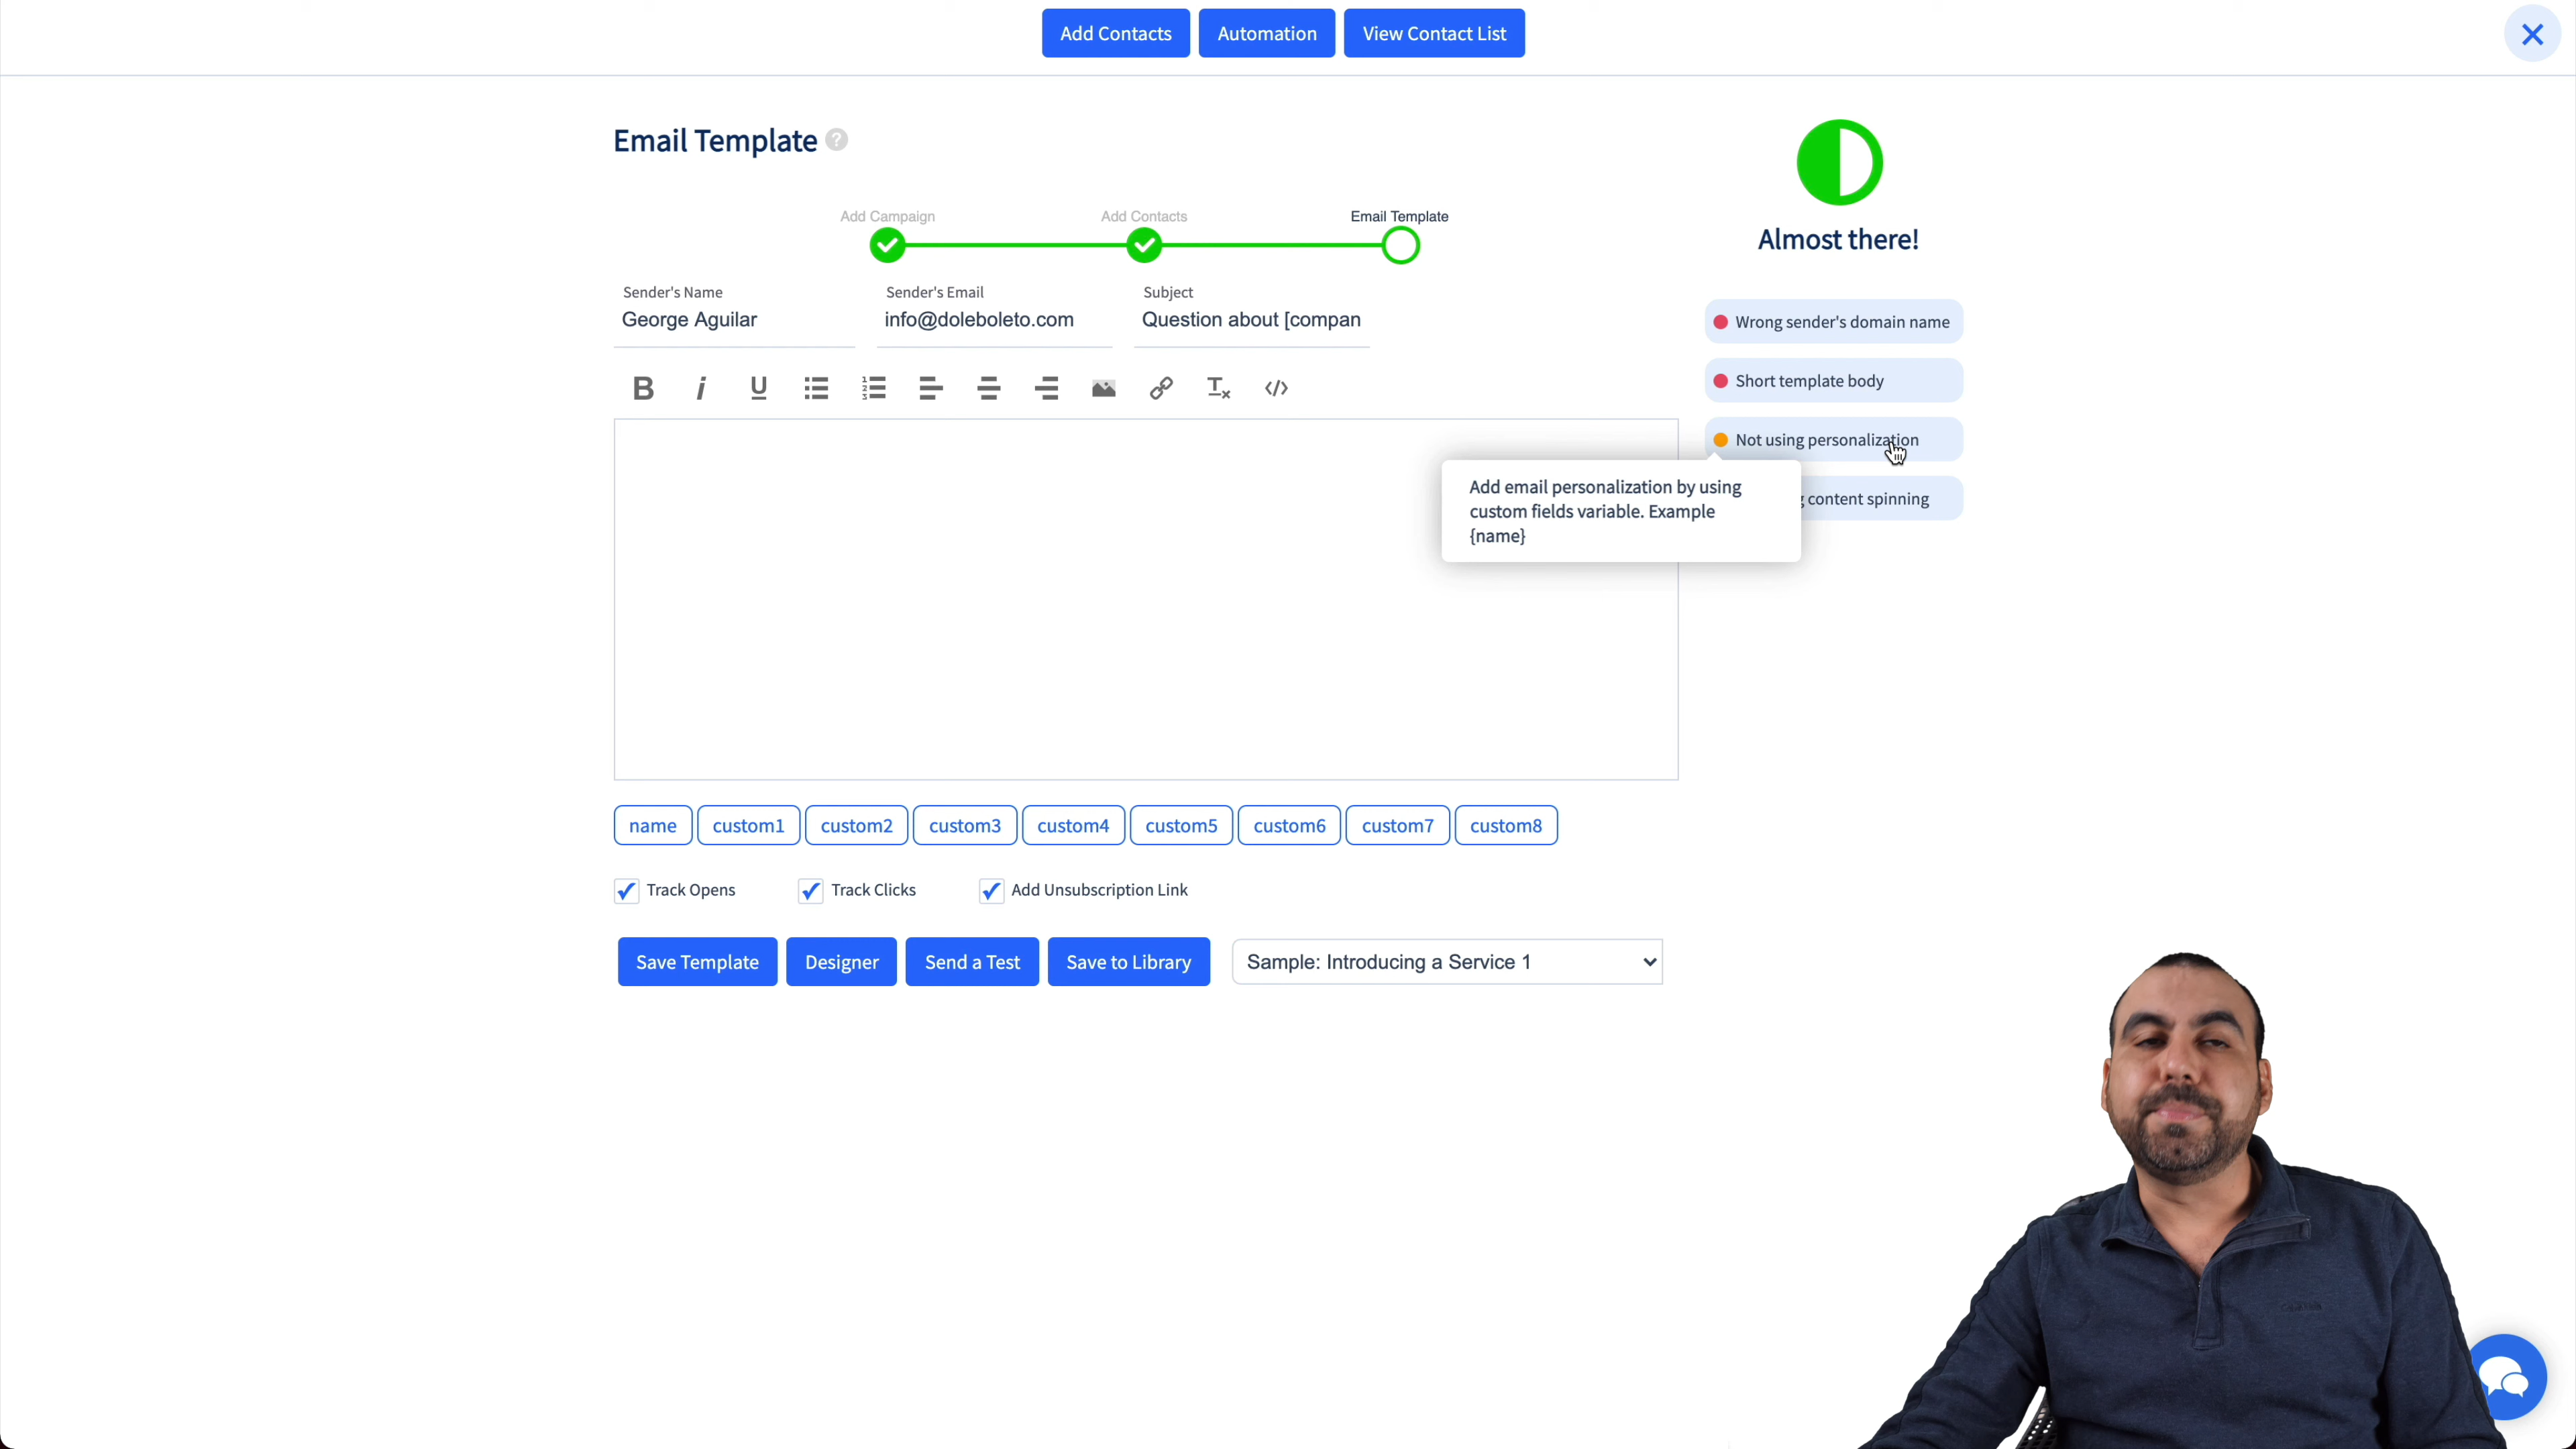 Add Contacts
Automation
View Contact List
Email Template ?
Add Campaign
Add Contacts
Email Template
Almost there!
Sender's Name
Sender's Email
Subject
George Aguilar
info@doleboleto.com
Question about [compan
Wrong sender's domain name
Short template body
Not using personalization
content spinning
Add email personalization by using
custom fields variable. Example
{name}
name
custom1
custom2
custom3
custom4
custom5
custom6
custom7
custom8
Track Opens
Track Clicks
Add Unsubscription Link
Save Template
Designer
Send a Test
Save to Library
Sample: Introducing a Service 1